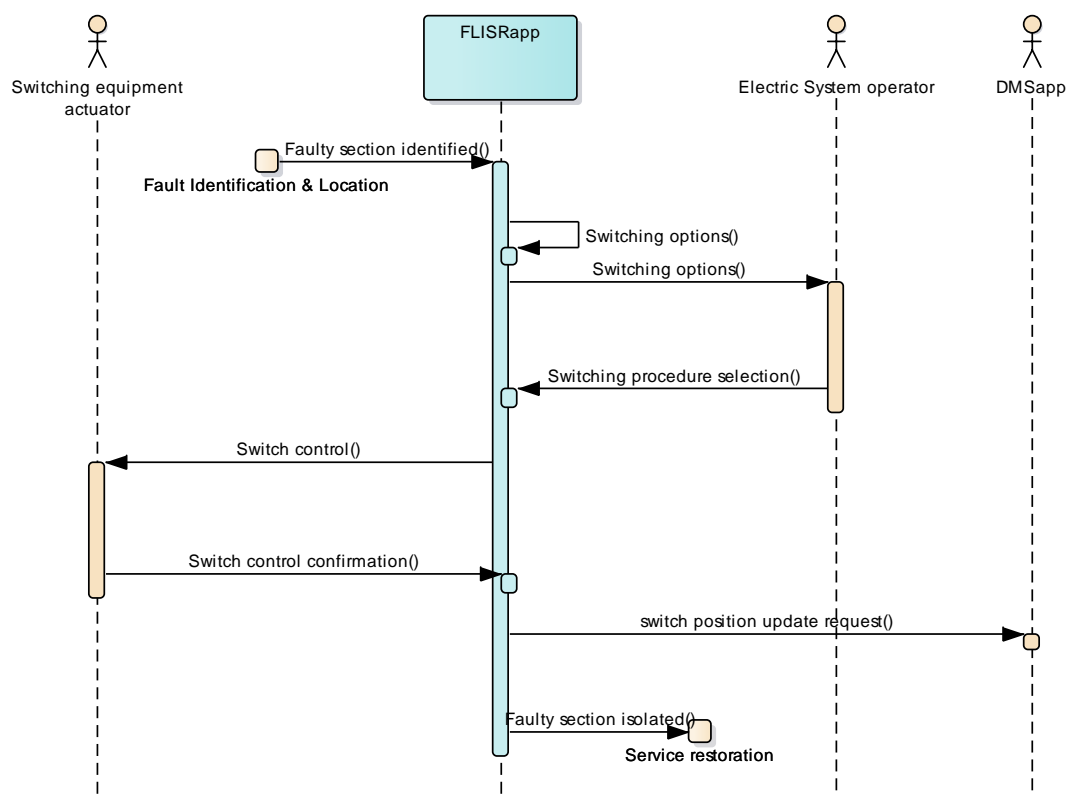 FLISRapp
Switching equipment
actuator
Electric System operator
DMSapp
Faulty section identified()
Fault Identification & Location
Switching options()
Switching options()
Switching procedure selection()
Switch control()
Switch control confirmation()
switch position update request()
Faulty section isolated()
Service restoration